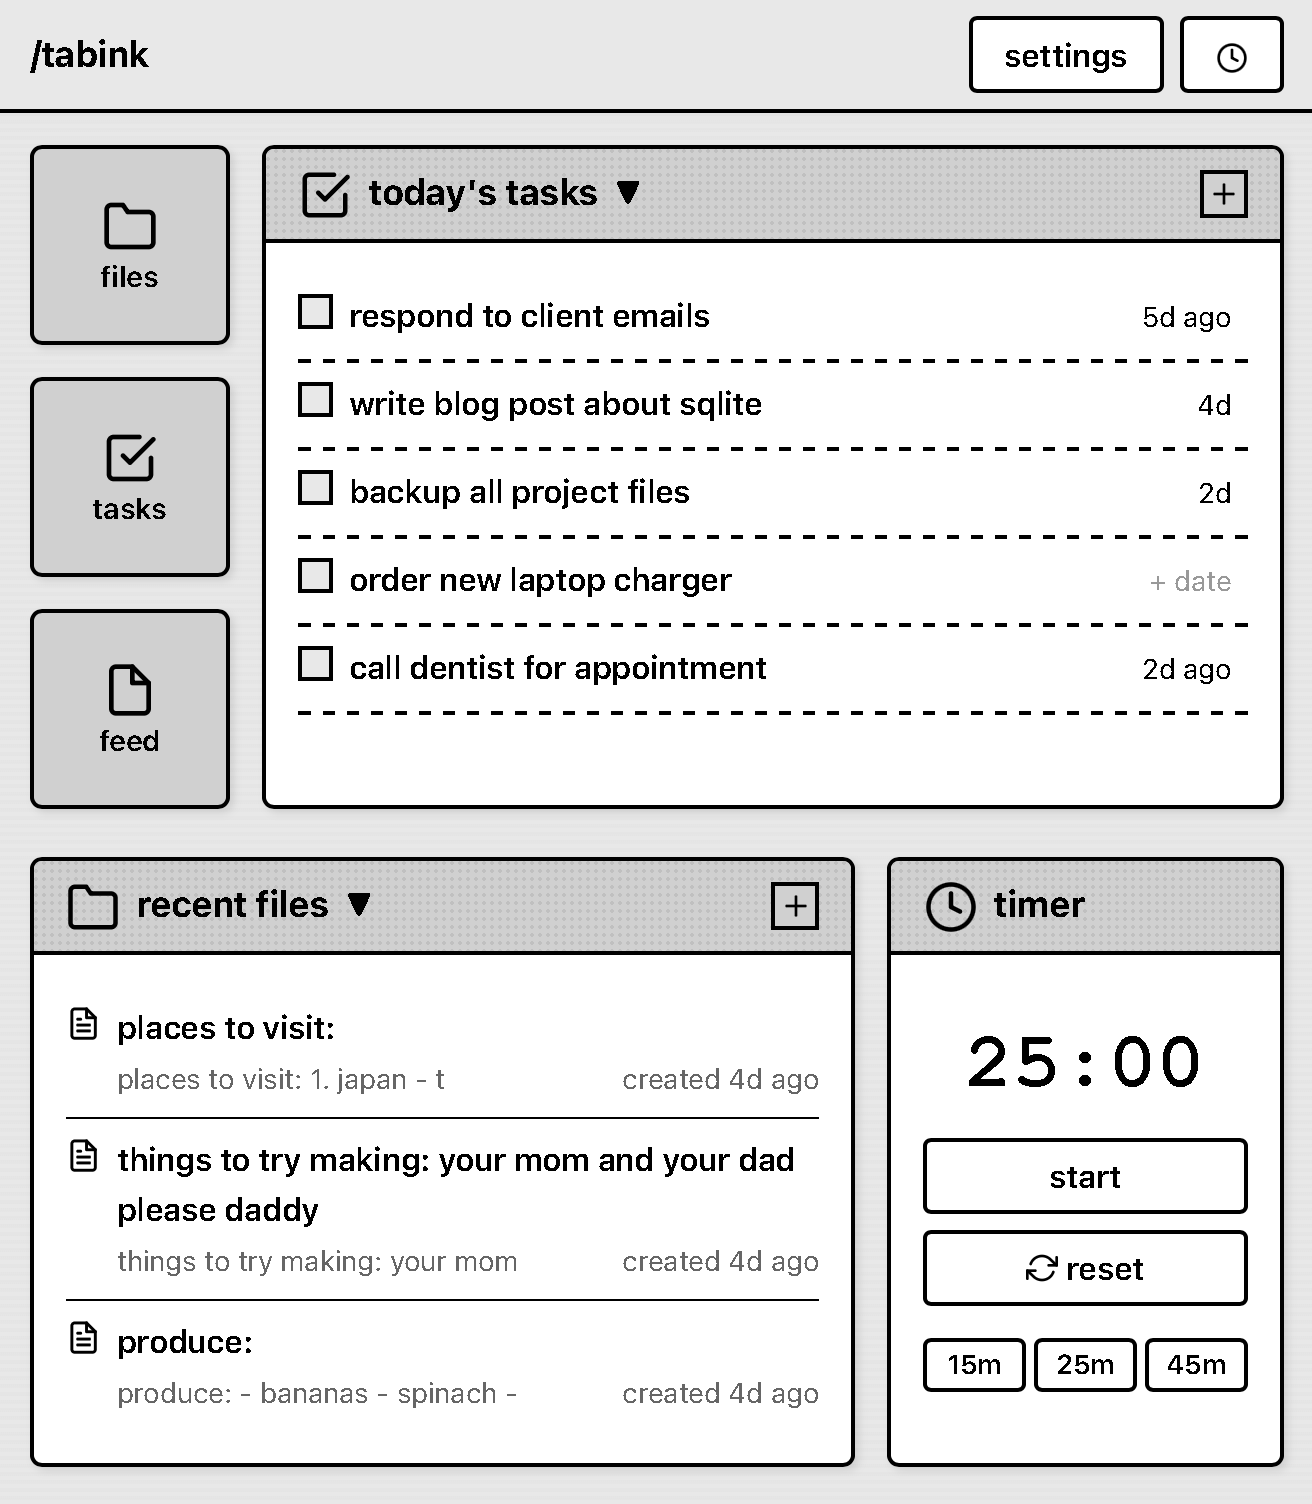 /tabink
settings
files
tasks
feed
today's tasks ▼
respond to client emails 5d ago
write blog post about sqlite 4d
backup all project files 2d
order new laptop charger + date
call dentist for appointment 2d ago
recent files ▼
places to visit:
places to visit: 1. japan - t created 4d ago
things to try making: your mom and your dad
please daddy
things to try making: your mom created 4d ago
produce:
produce: - bananas - spinach - created 4d ago
timer
25:00
start
reset
15m 25m 45m